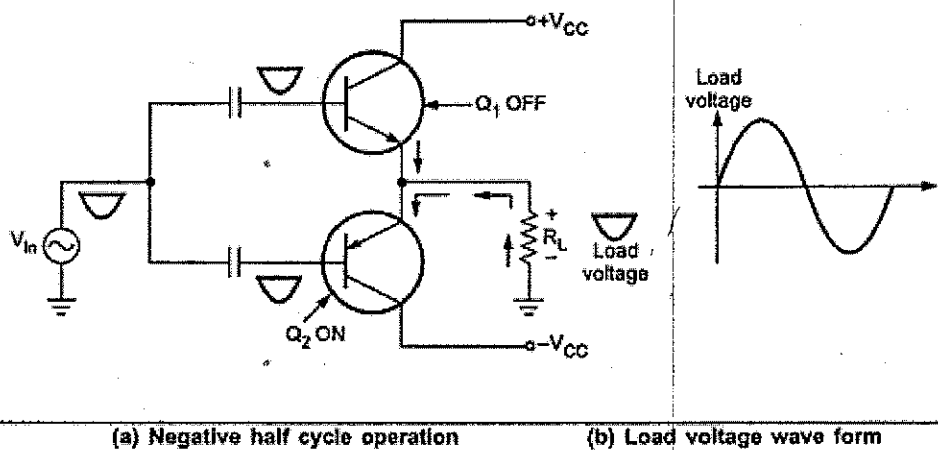 +VCC
Q1 OFF
Vin
+
RL
−
Load
voltage
Q2 ON
−VCC
Load
voltage
(a) Negative half cycle operation
(b) Load voltage wave form